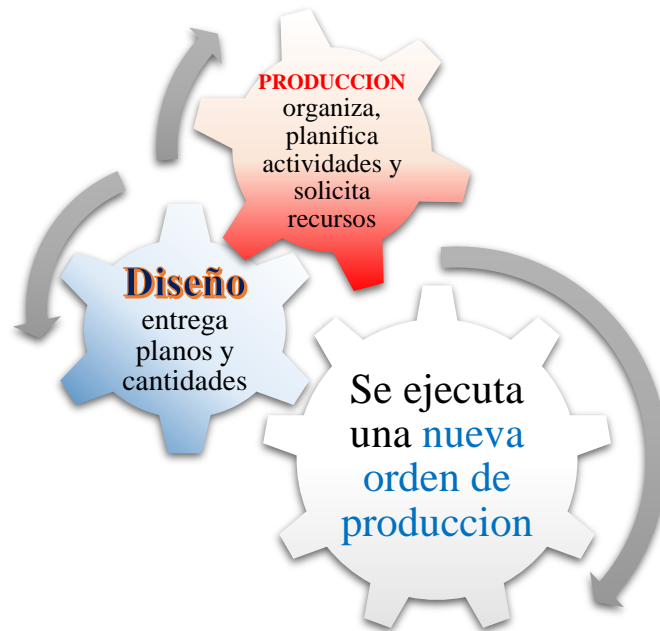 PRODUCCION
organiza,
planifica
actividades y
solicita
recursos
Diseño
entrega
planos y
cantidades
Se ejecuta
una nueva
orden de
produccion